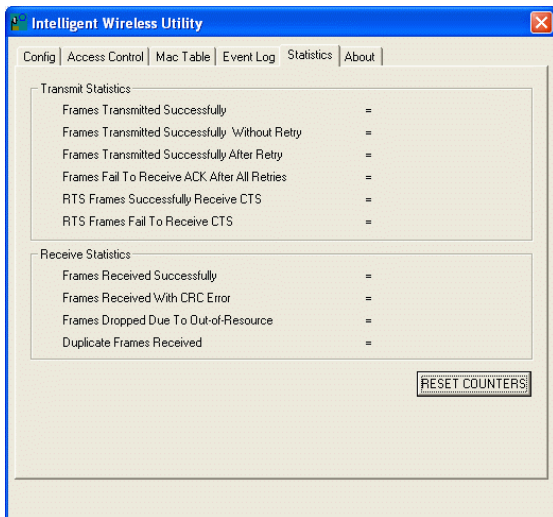 Intelligent Wireless Utility
Config Access Control Mac Table Event Log Statistics About
Transmit Statistics
Frames Transmitted Successfully =
Frames Transmitted Successfully Without Retry =
Frames Transmitted Successfully After Retry =
Frames Fail To Receive ACK After All Retries =
RTS Frames Successfully Receive CTS =
RTS Frames Fail To Receive CTS =
Receive Statistics
Frames Received Successfully =
Frames Received With CRC Error =
Frames Dropped Due To Out-of-Resource =
Duplicate Frames Received =
RESET COUNTERS